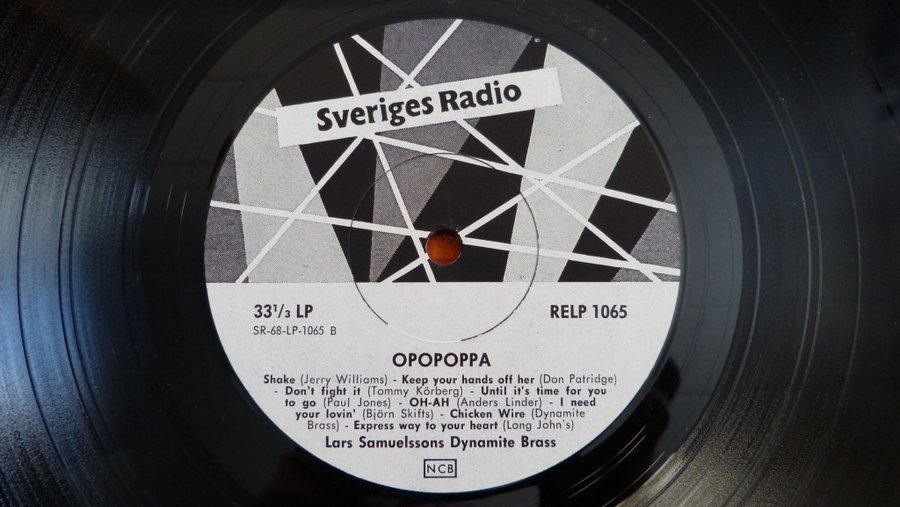 Sveriges Radio
33¹/₃ LP
RELP 1065
SR-68-LP-1065 B
OPOPOPPA
Shake (Jerry Williams) - Keep your hands off her (Don Patridge)
- Don't fight it (Tommy Körberg) - Until it's time for you
to go (Paul Jones) - OH-AH (Anders Linder) - I need
your lovin' (Björn Skifts) - Chicken Wire (Dynamite
Brass) - Express way to your heart (Long John's)
Lars Samuelssons Dynamite Brass
NCB